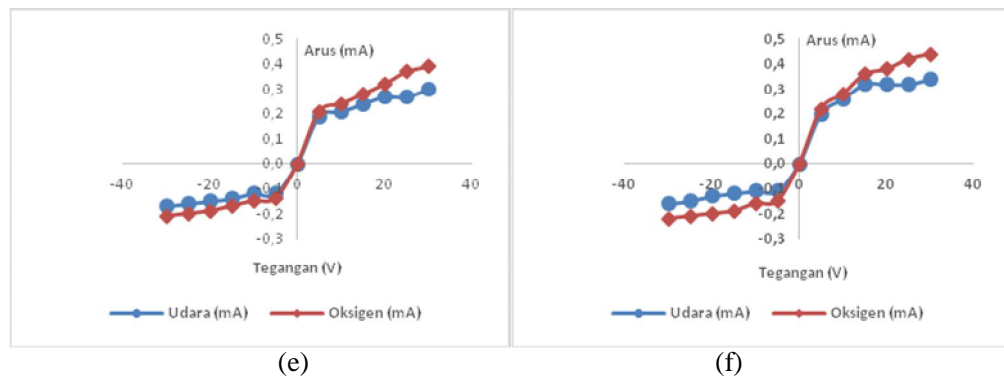 Arus (mA)
0,5
0,4
0,3
0,2
0,1
0,0
-0,1
-0,2
-0,3
-40 -20 0 20 40
Tegangan (V)
Udara (mA) Oksigen (mA)
(e)
Arus (mA)
0,5
0,4
0,3
0,2
0,1
0,0
-0,1
-0,2
-0,3
-40 -20 0 20 40
Tegangan (V)
Udara (mA) Oksigen (mA)
(f)